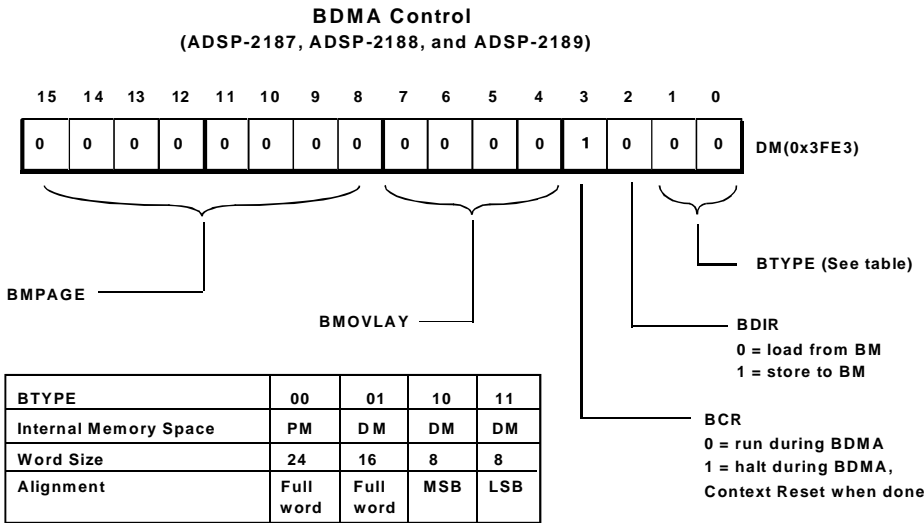 BDMA Control
(ADSP-2187, ADSP-2188, and ADSP-2189)
15 14 13 12 11 10 9 8 7 6 5 4 3 2 1 0
0 0 0 0 0 0 0 0 0 0 0 0 1 0 0 0 DM(0x3FE3)
BTYPE (See table)
BMPAGE
BMOVLAY
BDIR
0 = load from BM
1 = store to BM
BCR
0 = run during BDMA
1 = halt during BDMA,
Context Reset when done
BTYPE 00 01 10 11
Internal Memory Space PM DM DM DM
Word Size 24 16 8 8
Alignment Full Full MSB LSB
word word